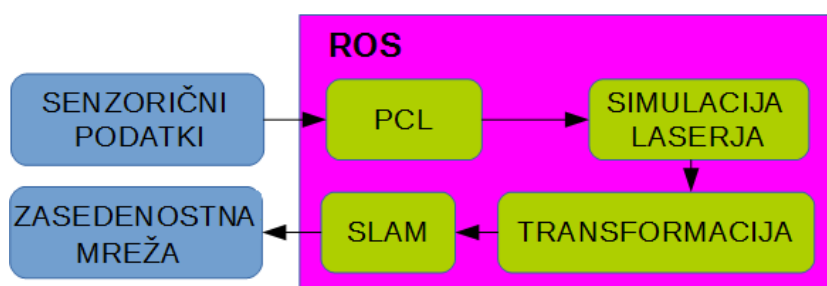 ROS
SENZORIČNI
PODATKI
PCL
SIMULACIJA
LASERJA
ZASEDENOSTNA
MREŽA
SLAM
TRANSFORMACIJA